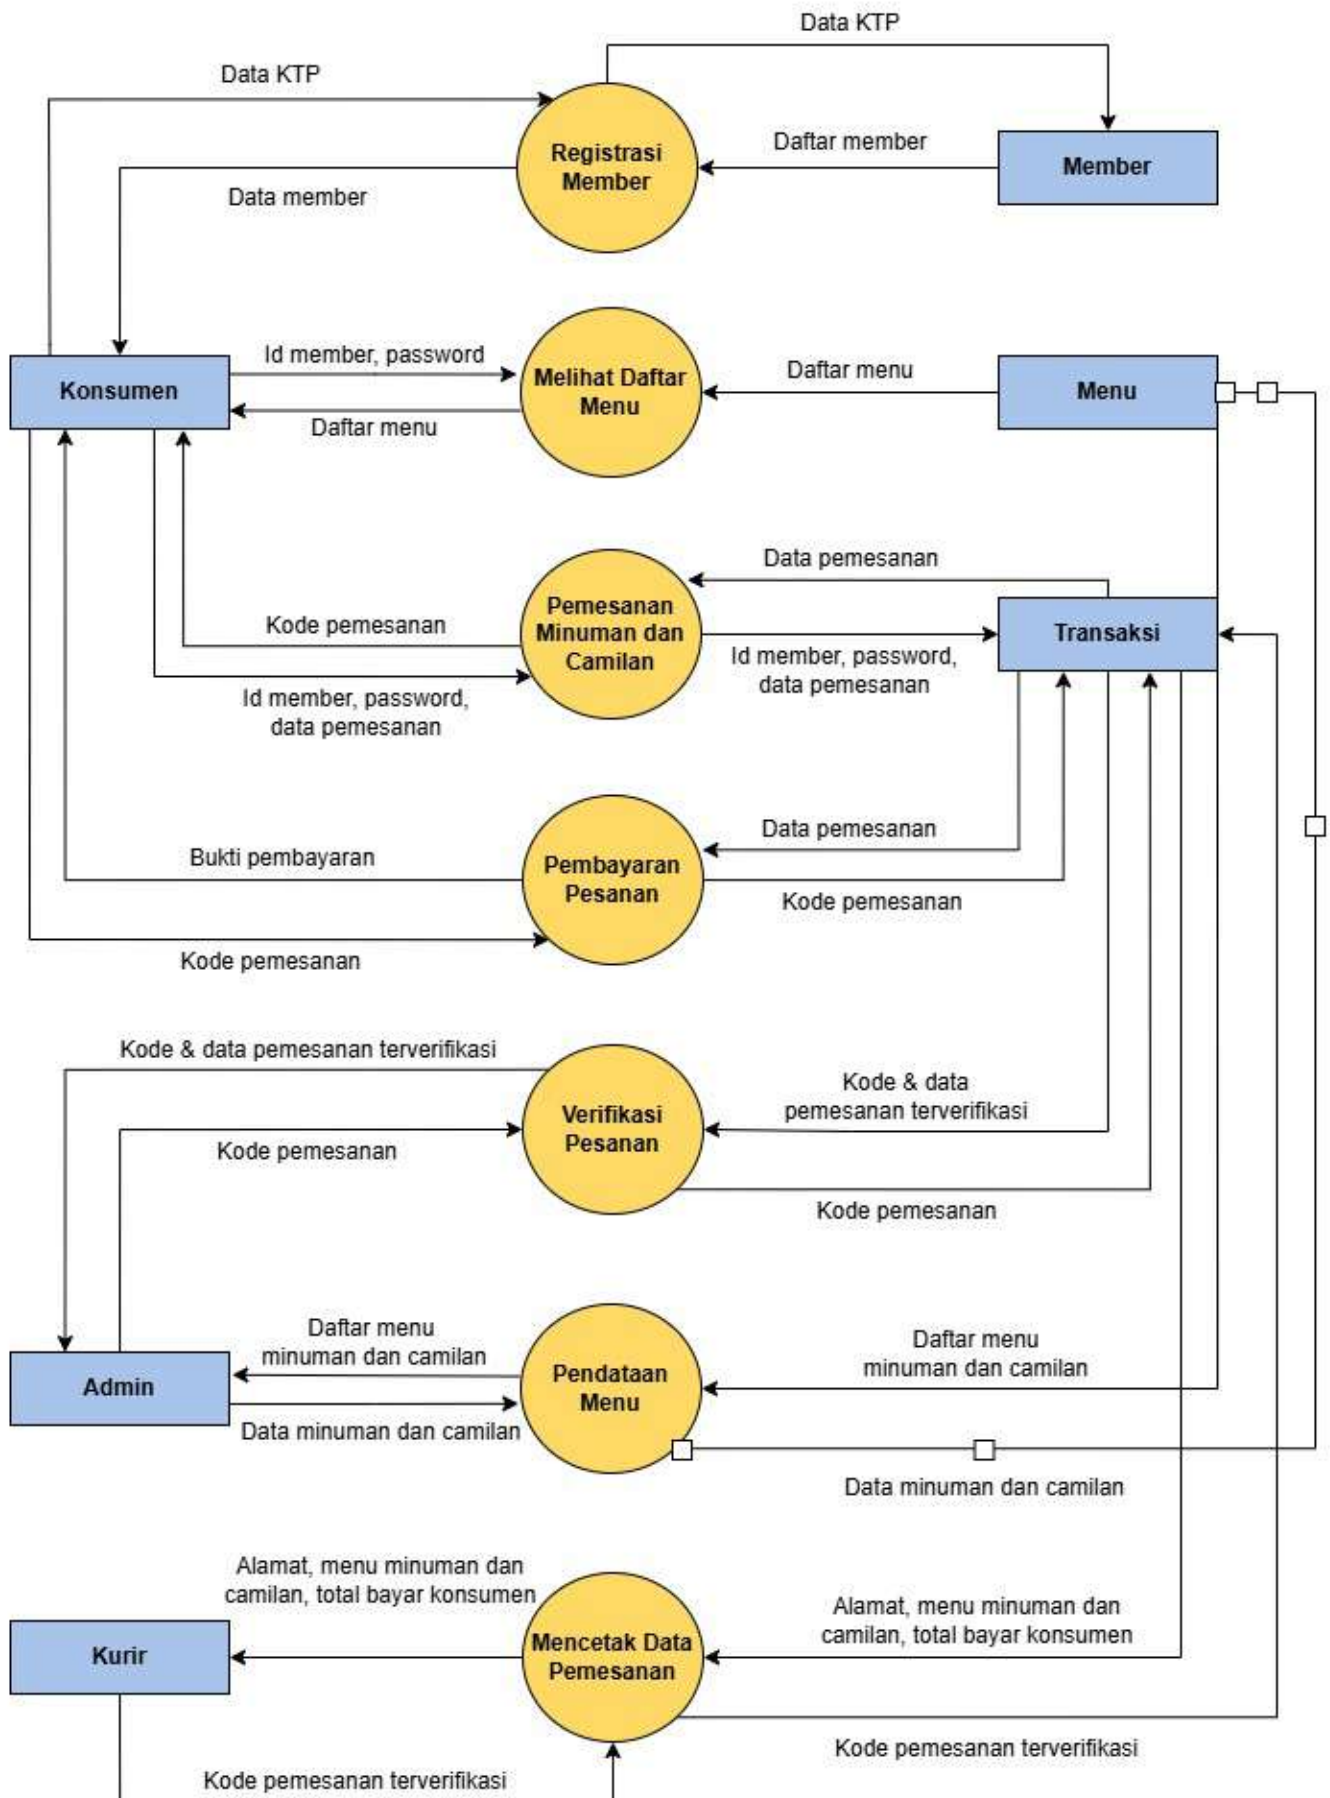 Data KTP
Data KTP
Registrasi
Member
Daftar member
Member
Data member
Id member, password
Konsumen
Melihat Daftar
Menu
Daftar menu
Menu
Daftar menu
Data pemesanan
Pemesanan
Minuman dan
Camilan
Kode pemesanan
Transaksi
Id member, password,
data pemesanan
Id member, password,
data pemesanan
Data pemesanan
Bukti pembayaran
Pembayaran
Pesanan
Kode pemesanan
Kode pemesanan
Kode & data pemesanan terverifikasi
Kode & data
pemesanan terverifikasi
Verifikasi
Pesanan
Kode pemesanan
Kode pemesanan
Daftar menu
minuman dan camilan
Daftar menu
minuman dan camilan
Admin
Pendataan
Menu
Data minuman dan camilan
Data minuman dan camilan
Alamat, menu minuman dan
camilan, total bayar konsumen
Alamat, menu minuman dan
camilan, total bayar konsumen
Kurir
Mencetak Data
Pemesanan
Kode pemesanan terverifikasi
Kode pemesanan terverifikasi